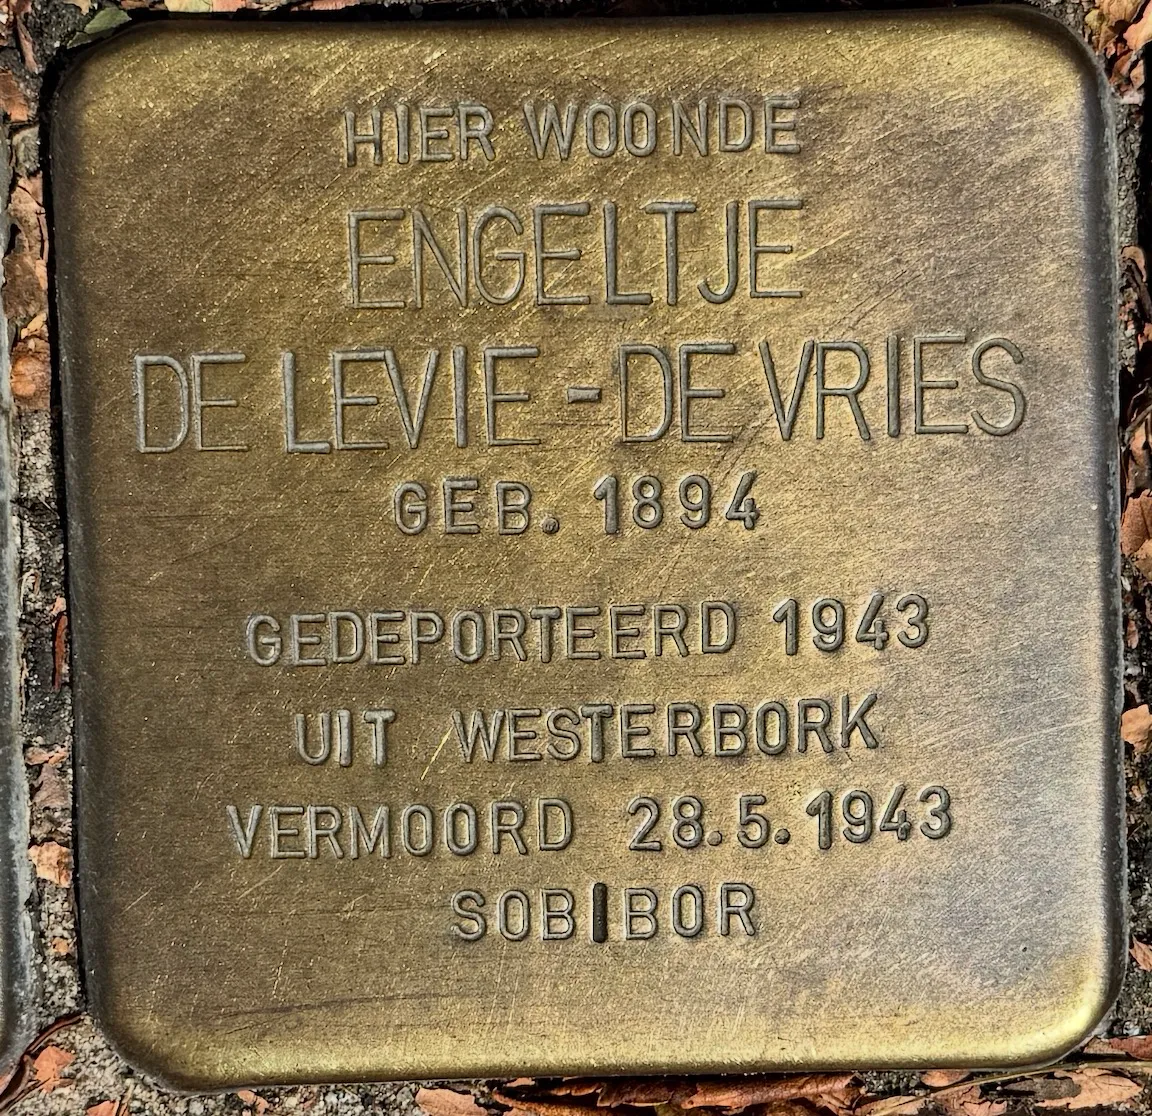 HIER WOONDE
ENGELTJE
DE LEVIE - DE VRIES
GEB. 1894
GEDEPORTEERD 1943
UIT WESTERBORK
VERMOORD 28.5.1943
SOBIBOR